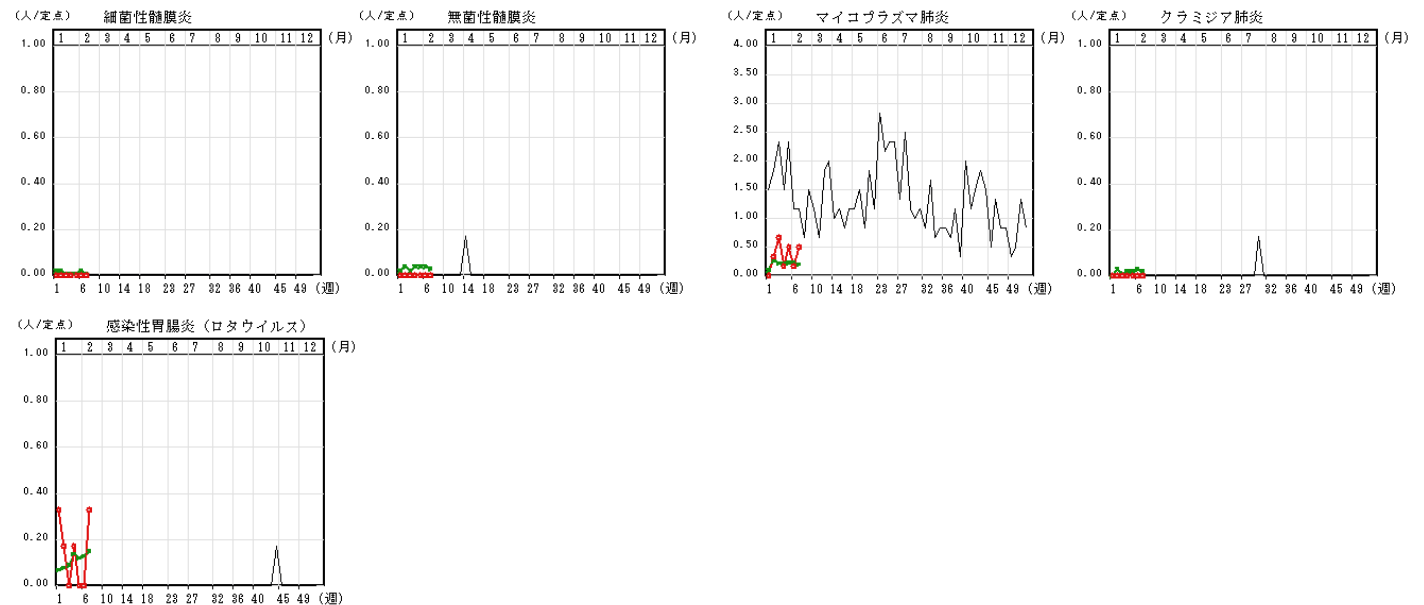 (人/定点) 細菌性髄膜炎
1.00 1 2 3 4 5 6 7 8 9 10 11 12 (月)
0.80
0.60
0.40
0.20
0.00
1 6 10 14 18 23 27 32 36 40 45 49 (週)
(人/定点) 無菌性髄膜炎
1.00 1 2 3 4 5 6 7 8 9 10 11 12 (月)
0.80
0.60
0.40
0.20
0.00
1 6 10 14 18 23 27 32 36 40 45 49 (週)
(人/定点) マイコプラズマ肺炎
4.00 1 2 3 4 5 6 7 8 9 10 11 12 (月)
3.50
3.00
2.50
2.00
1.50
1.00
0.50
0.00
1 6 10 14 18 23 27 32 36 40 45 49 (週)
(人/定点) クラミジア肺炎
1.00 1 2 3 4 5 6 7 8 9 10 11 12 (月)
0.80
0.60
0.40
0.20
0.00
1 6 10 14 18 23 27 32 36 40 45 49 (週)
(人/定点) 感染性胃腸炎（ロタウイルス）
1.00 1 2 3 4 5 6 7 8 9 10 11 12 (月)
0.80
0.60
0.40
0.20
0.00
1 6 10 14 18 23 27 32 36 40 45 49 (週)